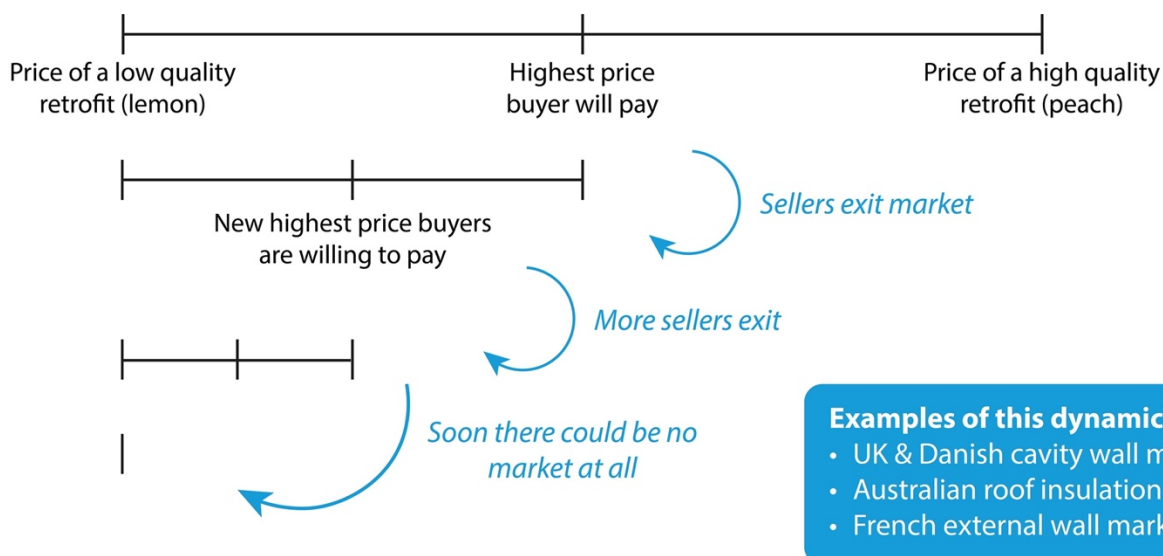 Price of a low quality
retrofit (lemon)
Highest price
buyer will pay
Price of a high quality
retrofit (peach)
New highest price buyers
are willing to pay
Sellers exit market
More sellers exit
Soon there could be no
market at all
Examples of this dynamic
• UK & Danish cavity wall
• Australian roof insulation
• French external wall